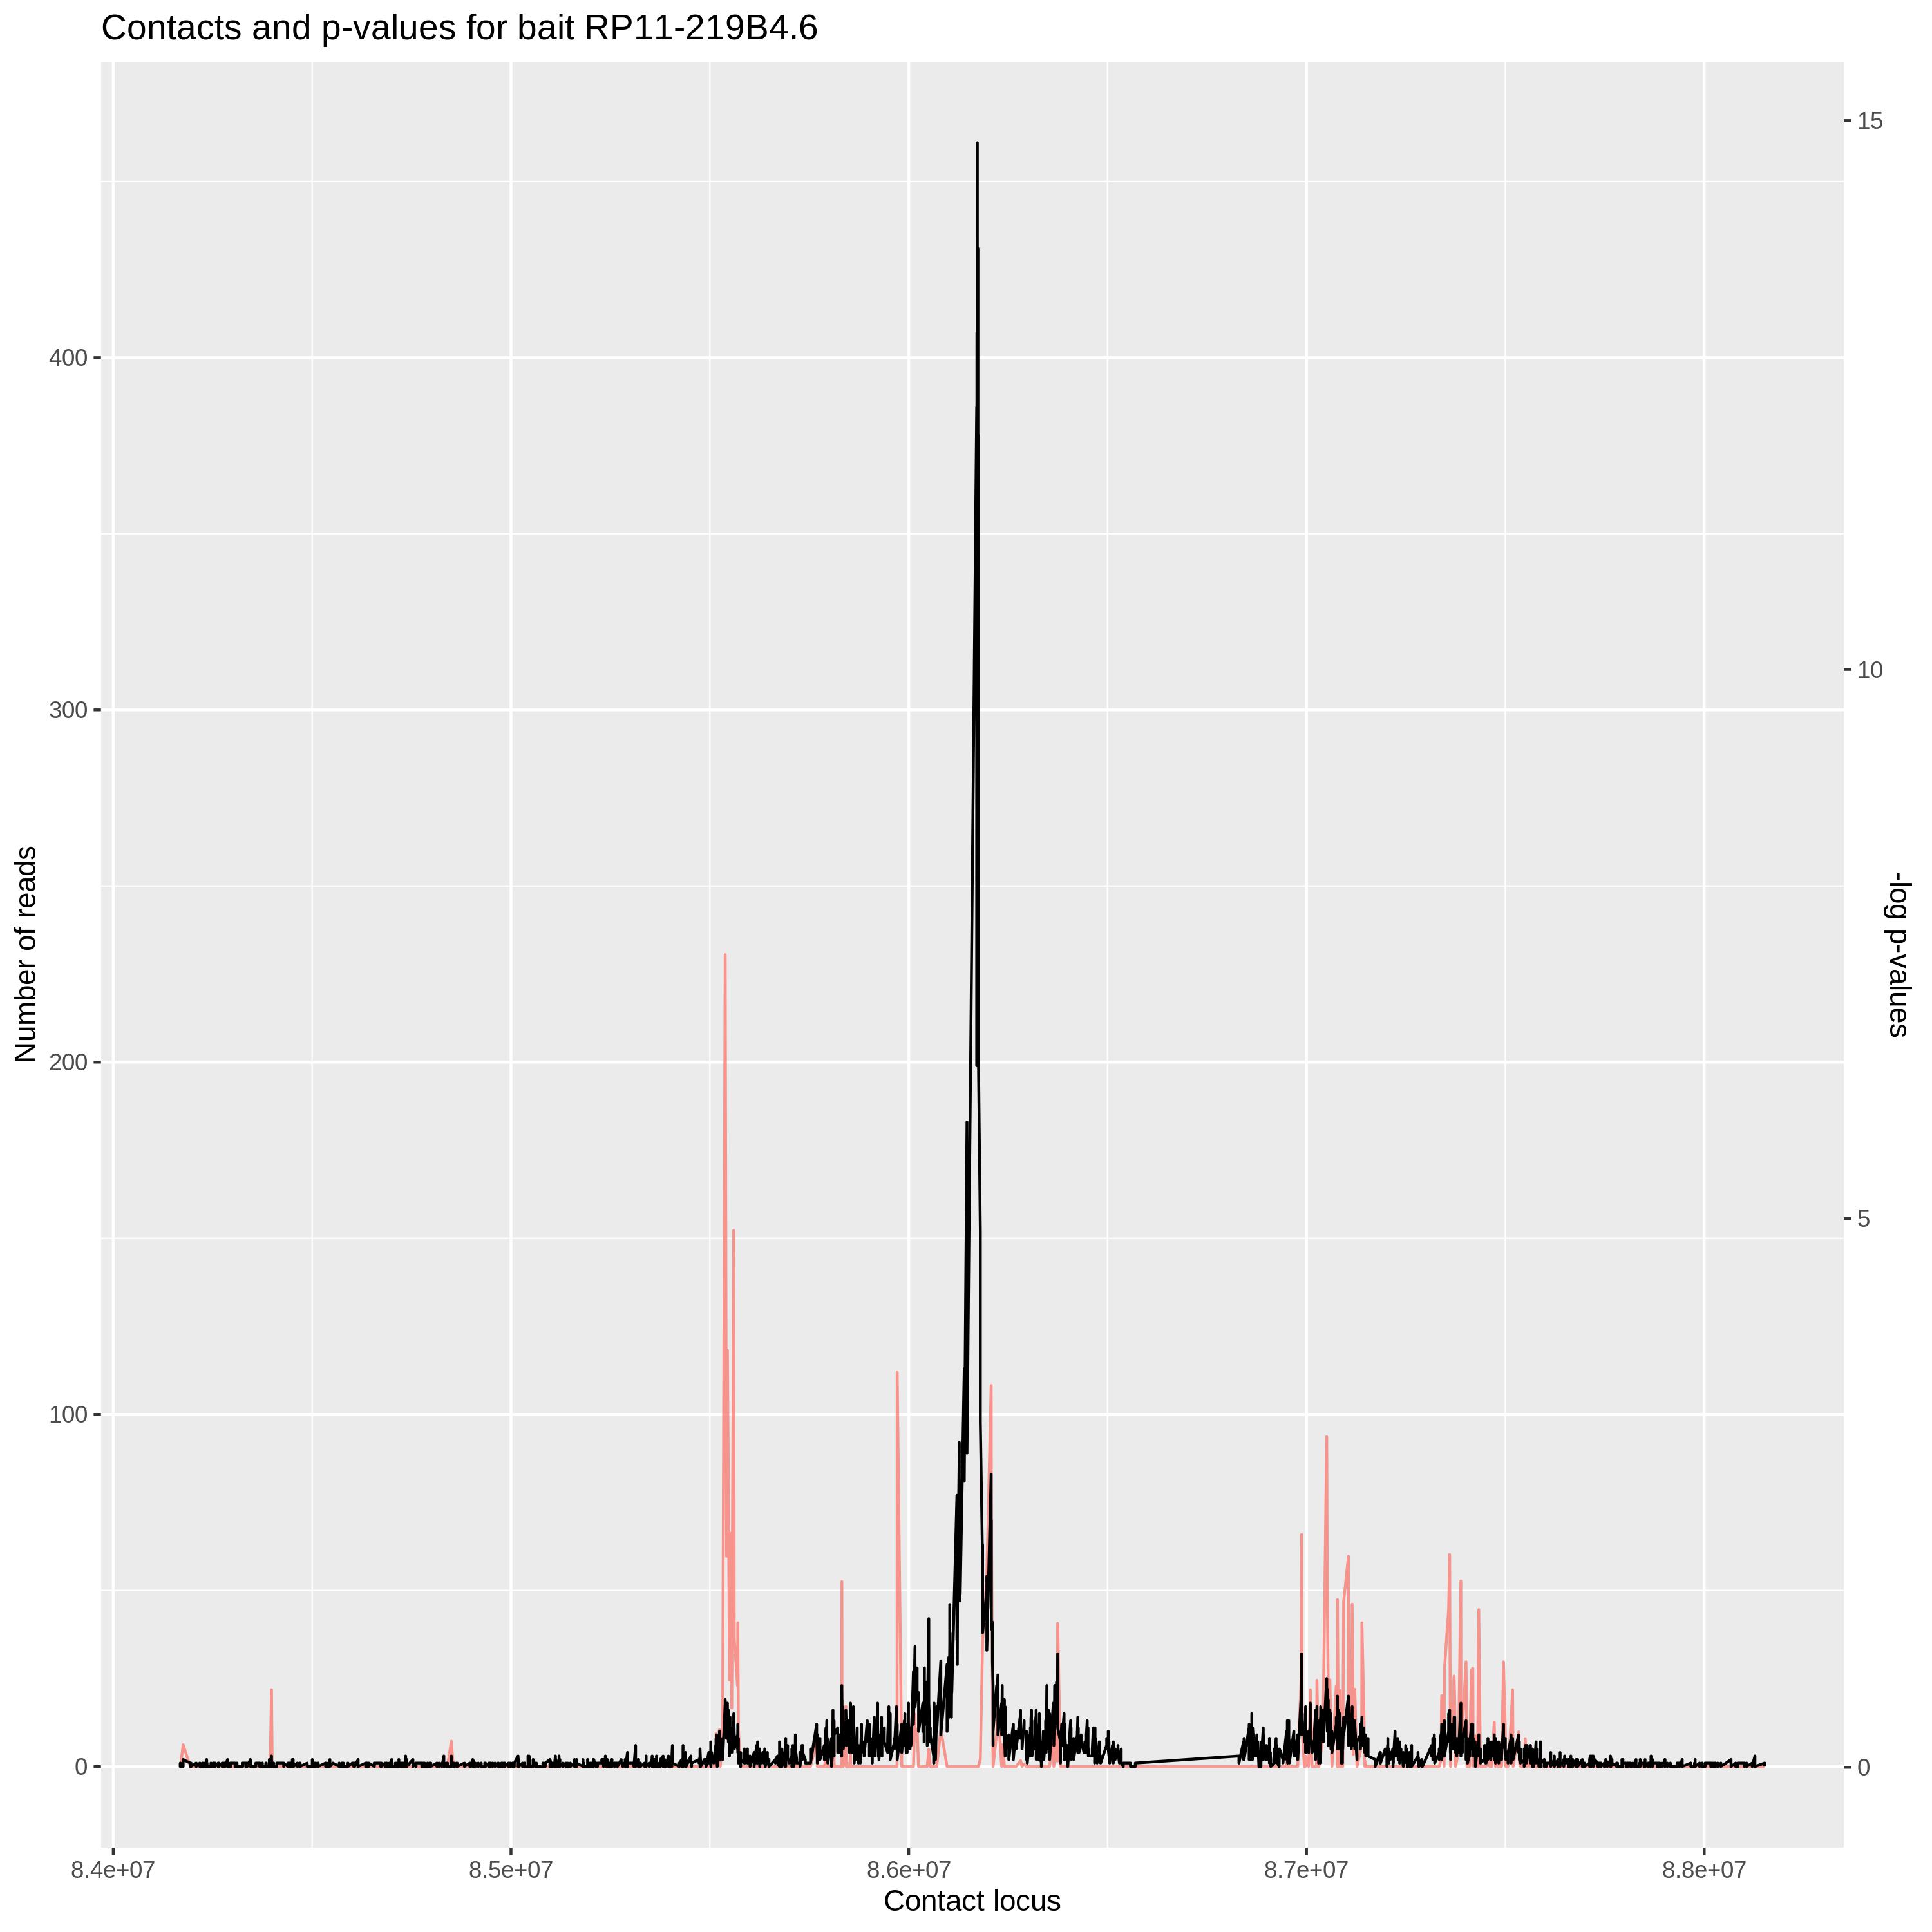 Contacts and p-values for bait RP11-219B4.6
400
300
200
100
0
Number of reads
15
10
5
0
-log p-values
8.4e+07 8.5e+07 8.6e+07 8.7e+07 8.8e+07
Contact locus